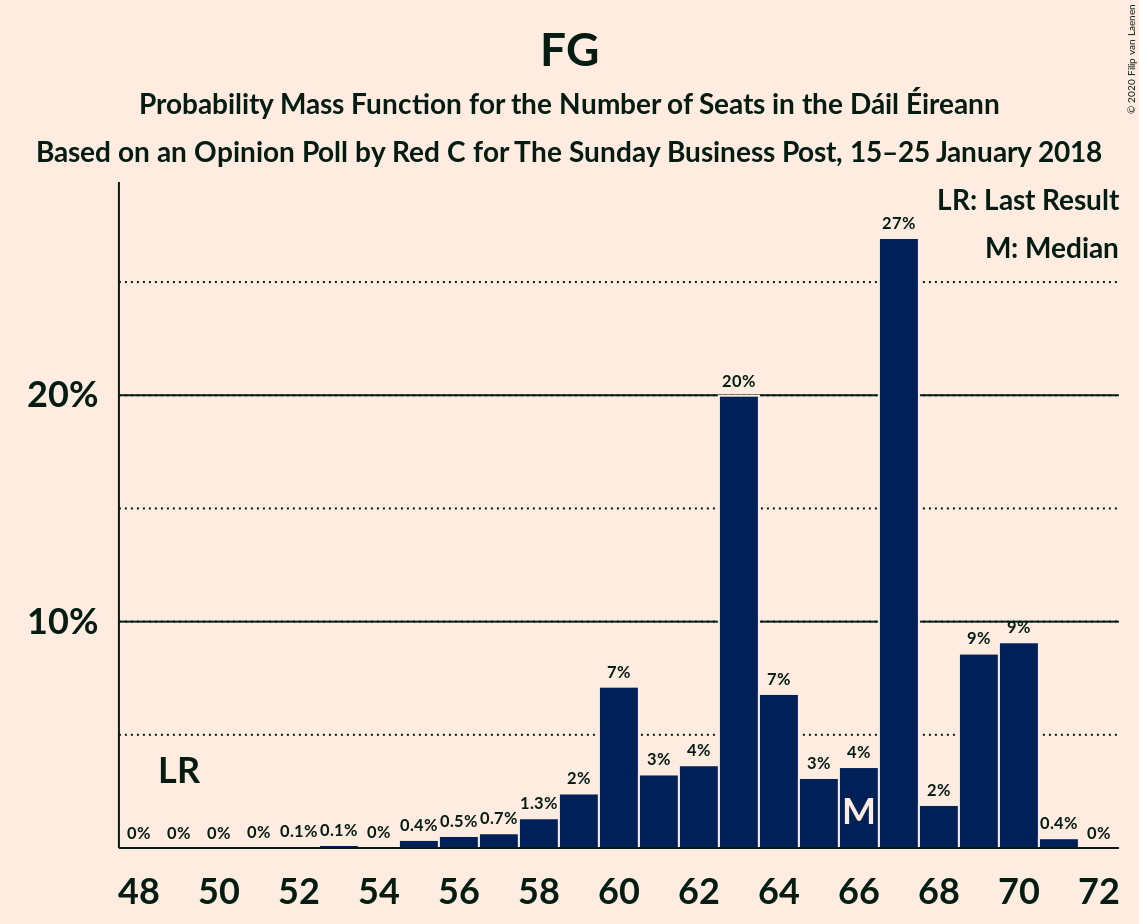 FG
Probability Mass Function for the Number of Seats in the Dáil Éireann
Based on an Opinion Poll by Red C for The Sunday Business Post, 15–25 January 2018
© 2020 Filip van Laenen
LR: Last Result
M: Median
20%
10%
LR
M
0% 0% 0% 0% 0.1% 0.1% 0% 0.4% 0.5% 0.7% 1.3% 2% 7% 3% 4% 20% 7% 3% 4% 27% 2% 9% 9% 0.4% 0%
48 50 52 54 56 58 60 62 64 66 68 70 72